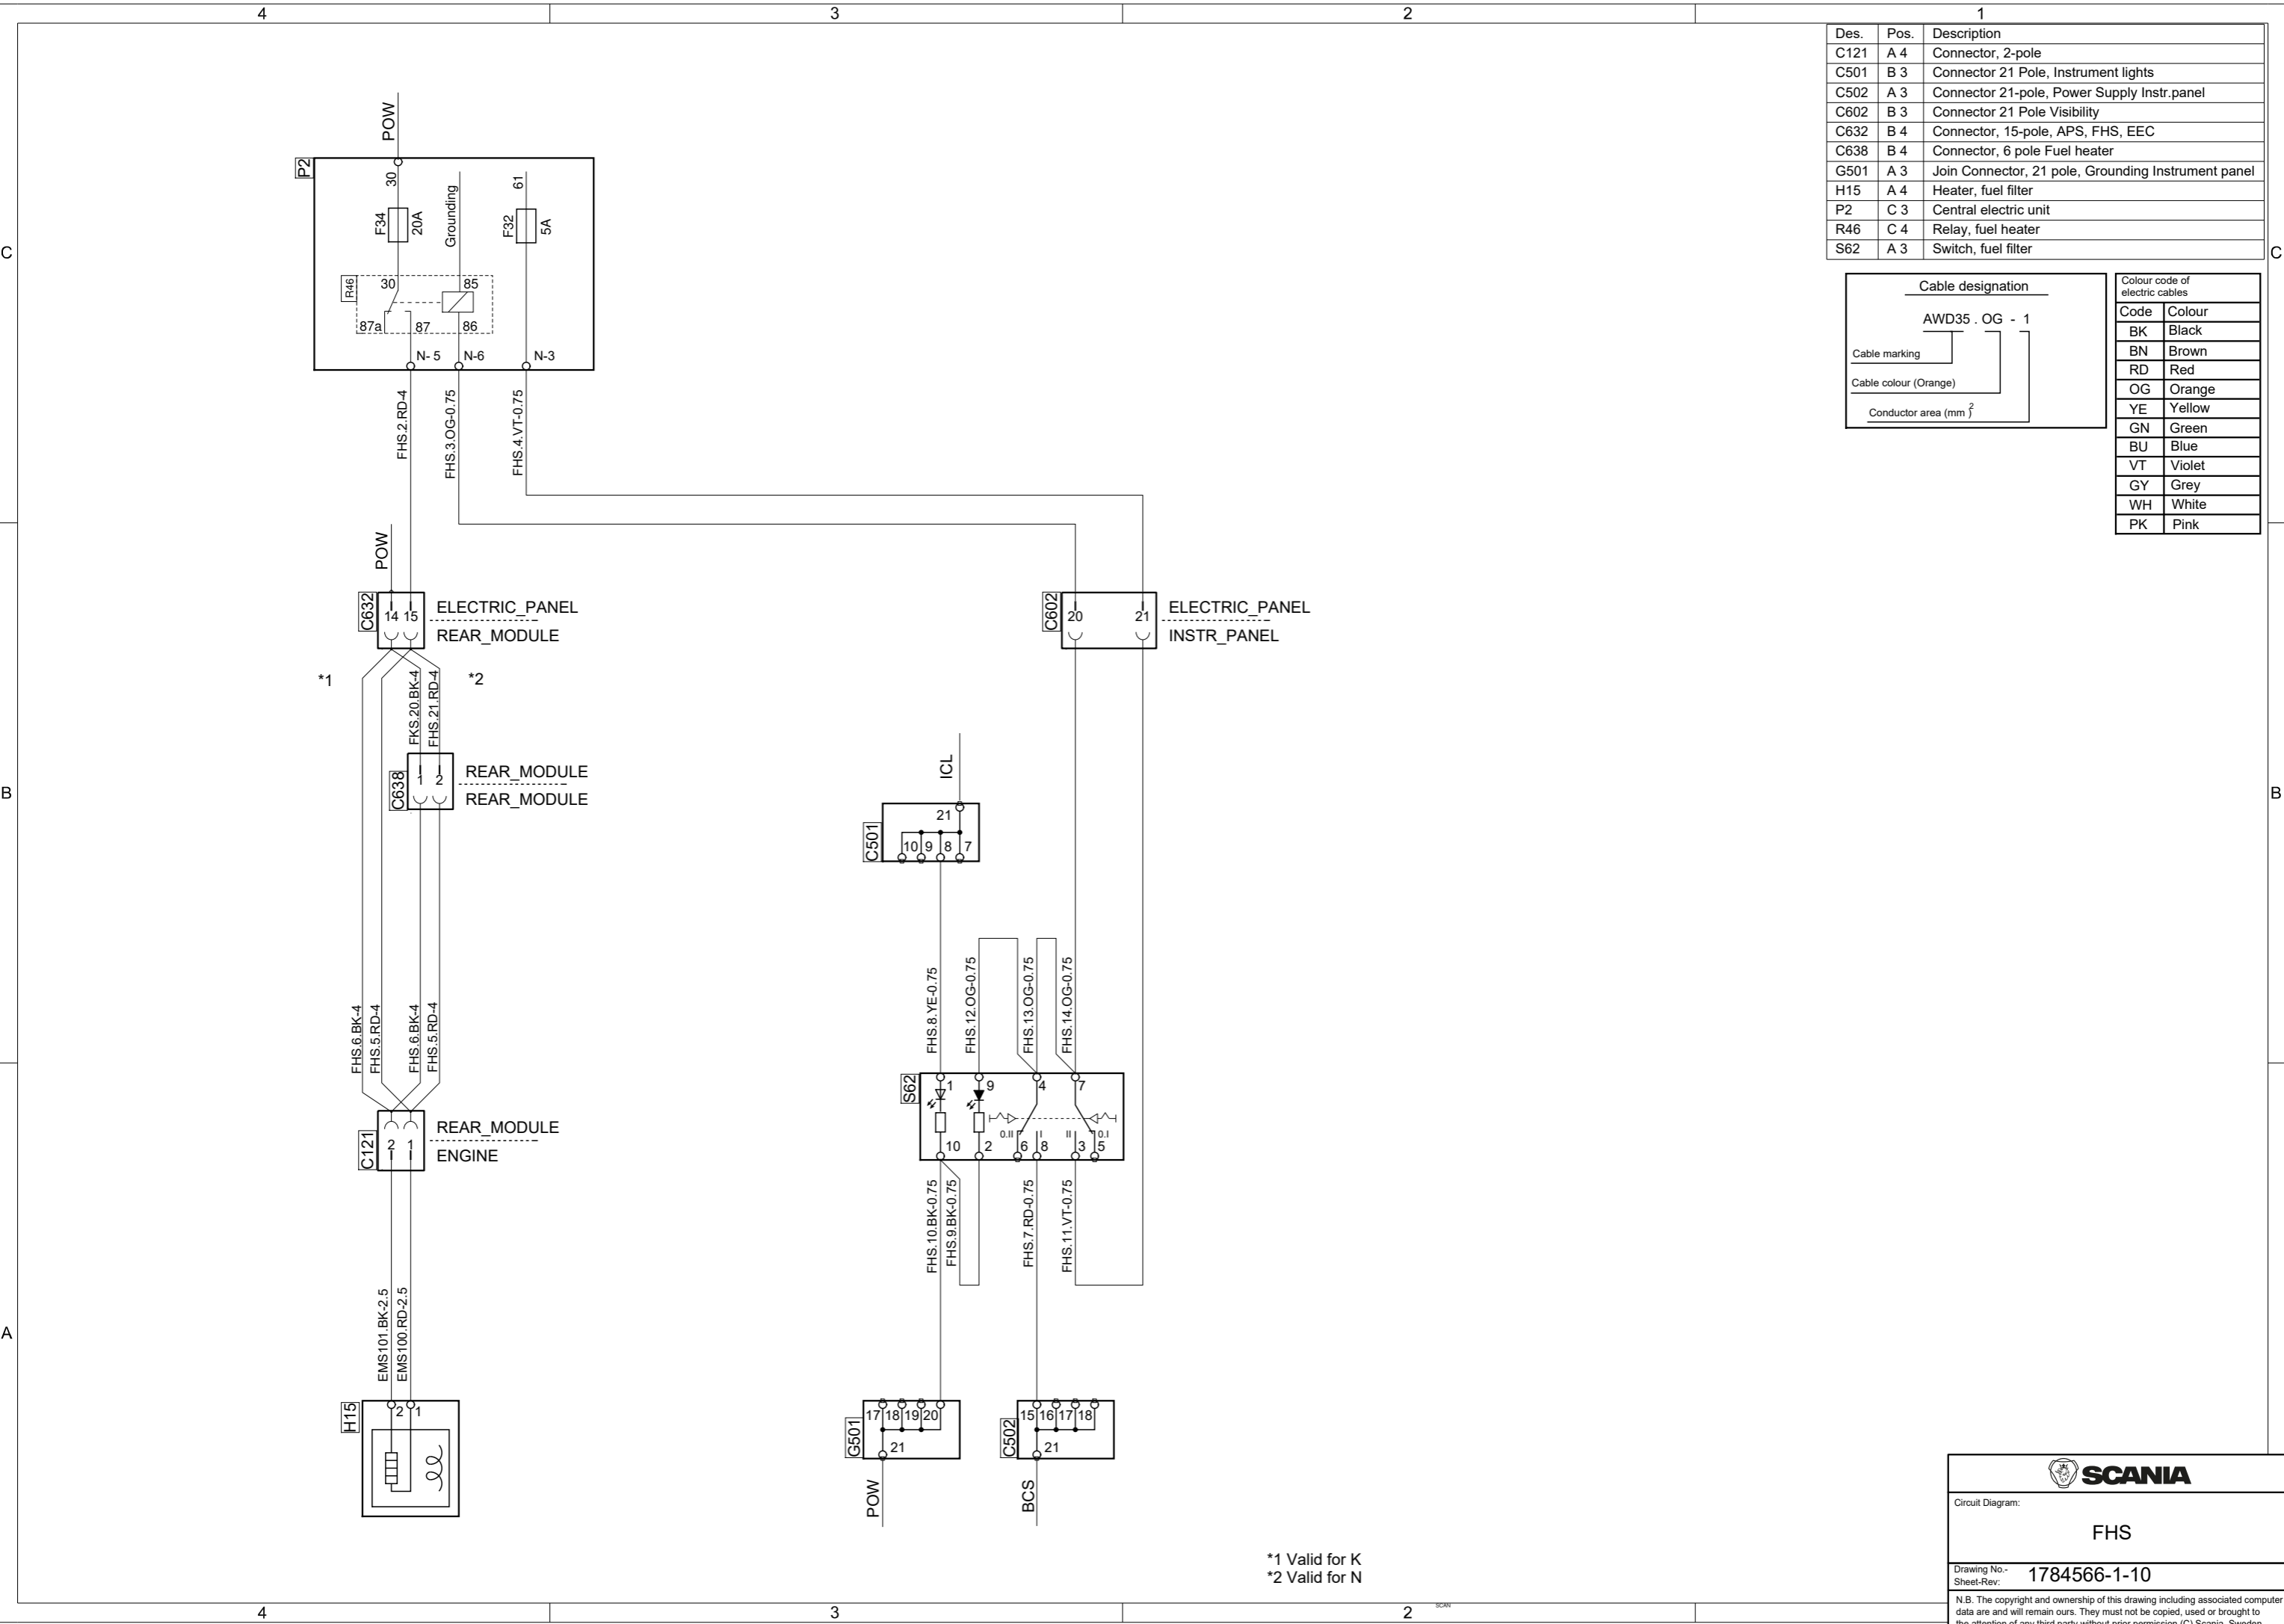 4 3 2 1
Des. Pos. Description
C121 A 4 Connector, 2-pole
C501 B 3 Connector 21 Pole, Instrument lights
C502 A 3 Connector 21-pole, Power Supply Instr.panel
C602 B 3 Connector 21 Pole Visibility
C632 B 4 Connector, 15-pole, APS, FHS, EEC
C638 B 4 Connector, 6 pole Fuel heater
G501 A 3 Join Connector, 21 pole, Grounding Instrument panel
H15 A 4 Heater, fuel filter
P2 C 3 Central electric unit
R46 C 4 Relay, fuel heater
S62 A 3 Switch, fuel filter
Cable designation
AWD35 . OG - 1
Cable marking
Cable colour (Orange)
Conductor area (mm²)
Colour code of
electric cables
Code Colour
BK Black
BN Brown
RD Red
OG Orange
YE Yellow
GN Green
BU Blue
VT Violet
GY Grey
WH White
PK Pink
C C
POW
P2
30
61
F34
20A
Grounding
F32
5A
R46
30 85
87a 87 86
N- 5 N-6 N-3
FHS.2.RD-4
FHS.3.OG-0.75
FHS.4.VT-0.75
POW
C632
14 15
ELECTRIC_PANEL
REAR_MODULE
C602
20 21
ELECTRIC_PANEL
INSTR_PANEL
*1
*2
FKS.20.BK-4
FHS.21.RD-4
C638
1 2
REAR_MODULE
REAR_MODULE
B B
ICL
C501
21
10 9 8 7
FHS.6.BK-4
FHS.5.RD-4
FHS.6.BK-4
FHS.5.RD-4
FHS.8.YE-0.75
FHS.12.OG-0.75
FHS.13.OG-0.75
FHS.14.OG-0.75
S62
1 9 4 7
0.II I II 0.I
10 2 6 8 3 5
C121
2 1
REAR_MODULE
ENGINE
FHS.10.BK-0.75
FHS.9.BK-0.75
FHS.7.RD-0.75
FHS.11.VT-0.75
A
EMS101.BK-2.5
EMS100.RD-2.5
H15
2 1
G501
17 18 19 20
21
POW
C502
15 16 17 18
21
BCS
*1 Valid for K
*2 Valid for N
SCANIA
Circuit Diagram:
FHS
Drawing No.-
Sheet-Rev:
1784566-1-10
N.B. The copyright and ownership of this drawing including associated computer
data are and will remain ours. They must not be copied, used or brought to
the attention of any third party without prior permission (C) Scania, Sweden
4 3 2
SCAN